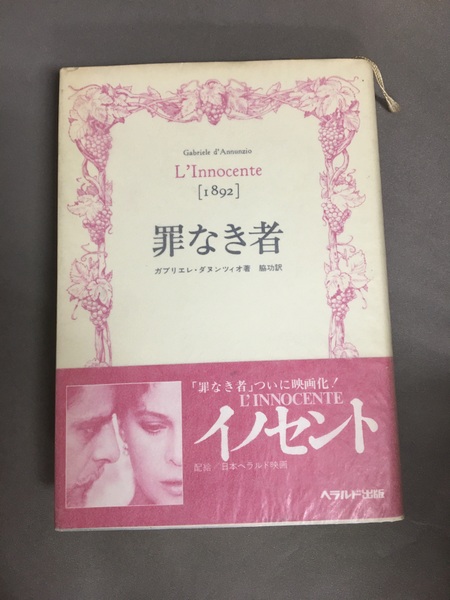 Gabriele d'Annunzio
L'Innocente
[1892]
罪なき者
ガブリエレ・ダヌンツィオ著 脇功訳
「罪なき者」ついに映画化!
L'INNOCENTE
イノセント
配給/日本ヘラルド映画
ヘラルド出版